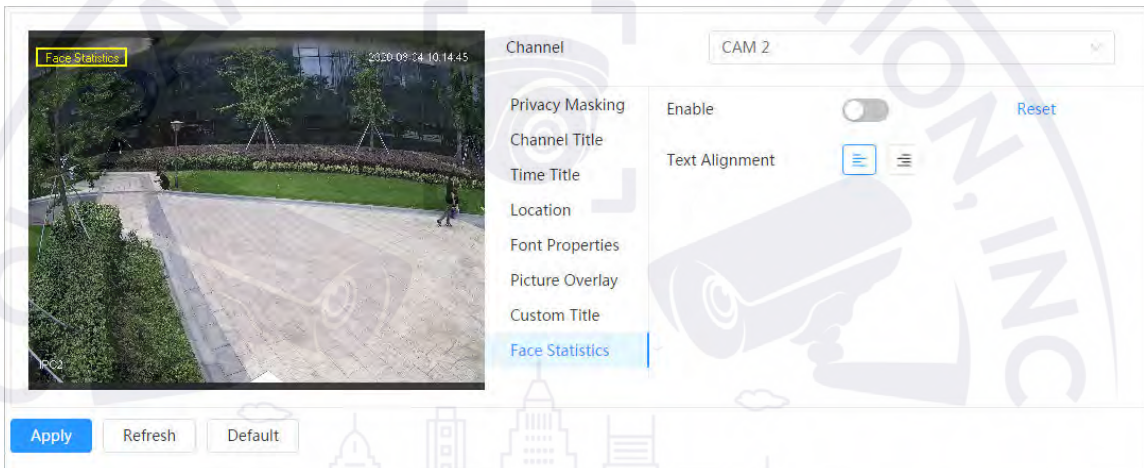 Face Statistics
2020-09-04 10:14:45
IPC2
Channel
CAM 2
Privacy Masking
Channel Title
Time Title
Location
Font Properties
Picture Overlay
Custom Title
Face Statistics
Enable
Reset
Text Alignment
Apply
Refresh
Default